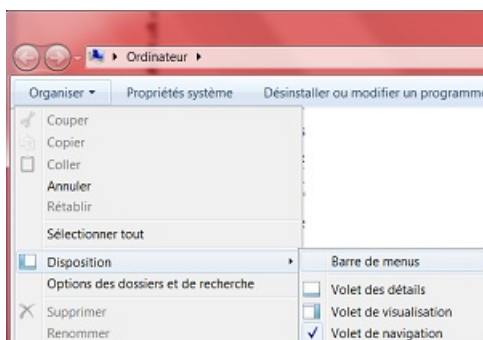 Ordinateur
Organiser Propriétés système Désinstaller ou modifier un programme
Couper
Copier
Coller
Annuler
Rétablir
Sélectionner tout
Disposition
Barre de menus
Options des dossiers et de recherche
Volet des détails
Supprimer
Volet de visualisation
Renommer
Volet de navigation